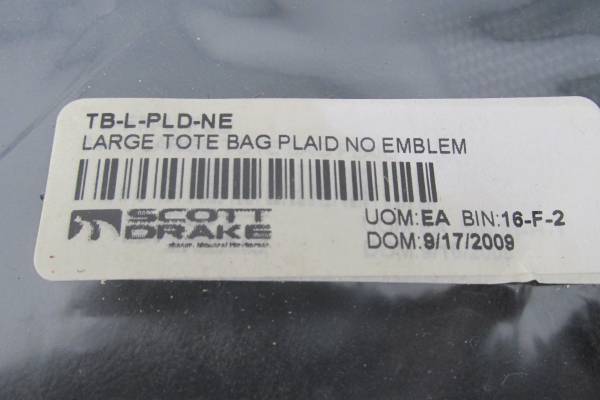 TB-L-PLD-NE
LARGE TOTE BAG PLAID NO EMBLEM
SCOTT
DRAKE
UOM:EA BIN:16-F-2
DOM:9/17/2009